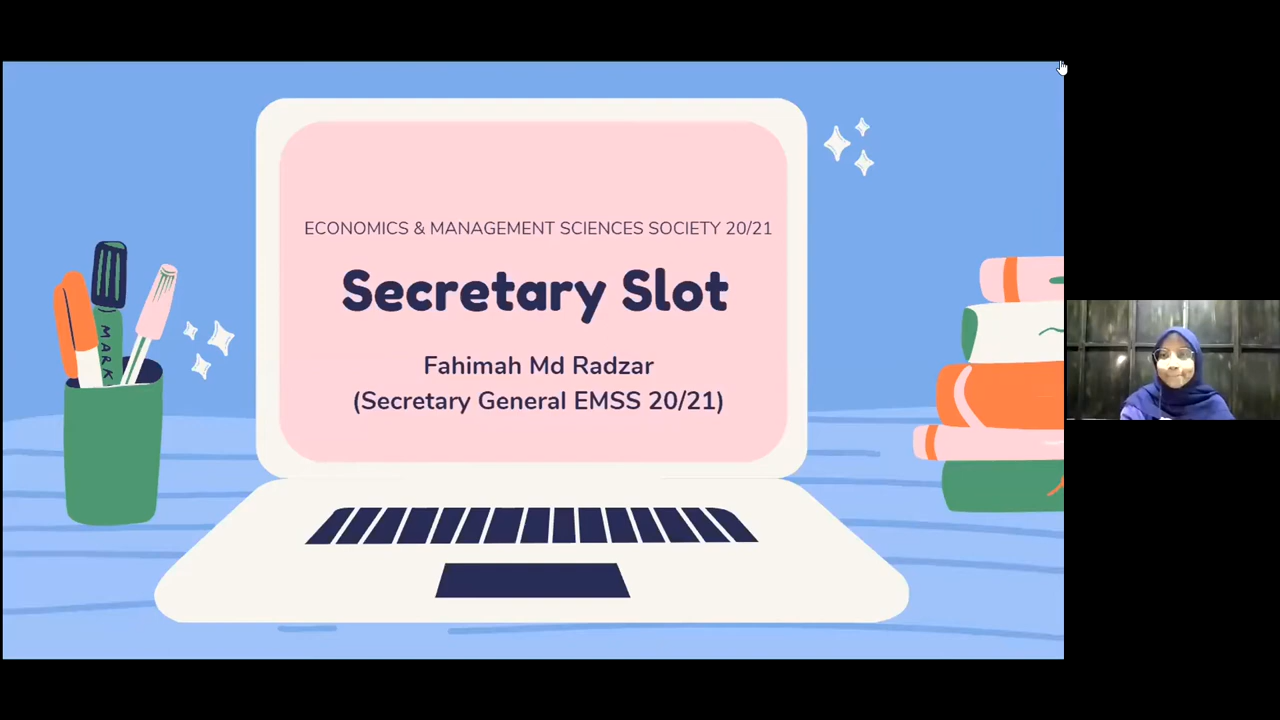 ECONOMICS & MANAGEMENT SCIENCES SOCIETY 20/21
Secretary Slot
Fahimah Md Radzar
(Secretary General EMSS 20/21)
MARK